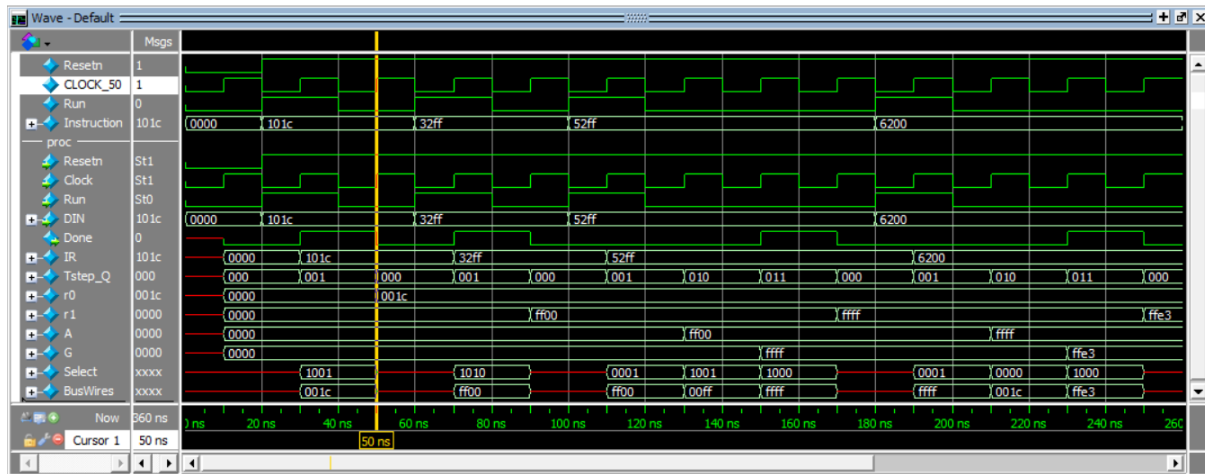 Wave - Default
Msgs
Resetn 1
CLOCK_50 1
Run 0
Instruction 101c 0000 101c 32ff 52ff 6200
proc
Resetn St1
Clock St1
Run St0
DIN 101c 0000 101c 32ff 52ff 6200
Done 0
IR 101c 0000 101c 32ff 52ff 6200
Tstep_Q 000 000 001 000 001 000 001 010 011 000 001 010 011 000
r0 001c 0000 001c
r1 0000 0000 ff00 ffff ffe3
A 0000 0000 ff00 ffff
G 0000 0000 ffff ffe3
Select xxxx 1001 1010 0001 1001 1000 0001 0000 1000
BusWires xxxx 001c ff00 ff00 00ff ffff ffff 001c ffe3
Now 360 ns ns 20 ns 40 ns 60 ns 80 ns 100 ns 120 ns 140 ns 160 ns 180 ns 200 ns 220 ns 240 ns 260
Cursor 1 50 ns 50 ns